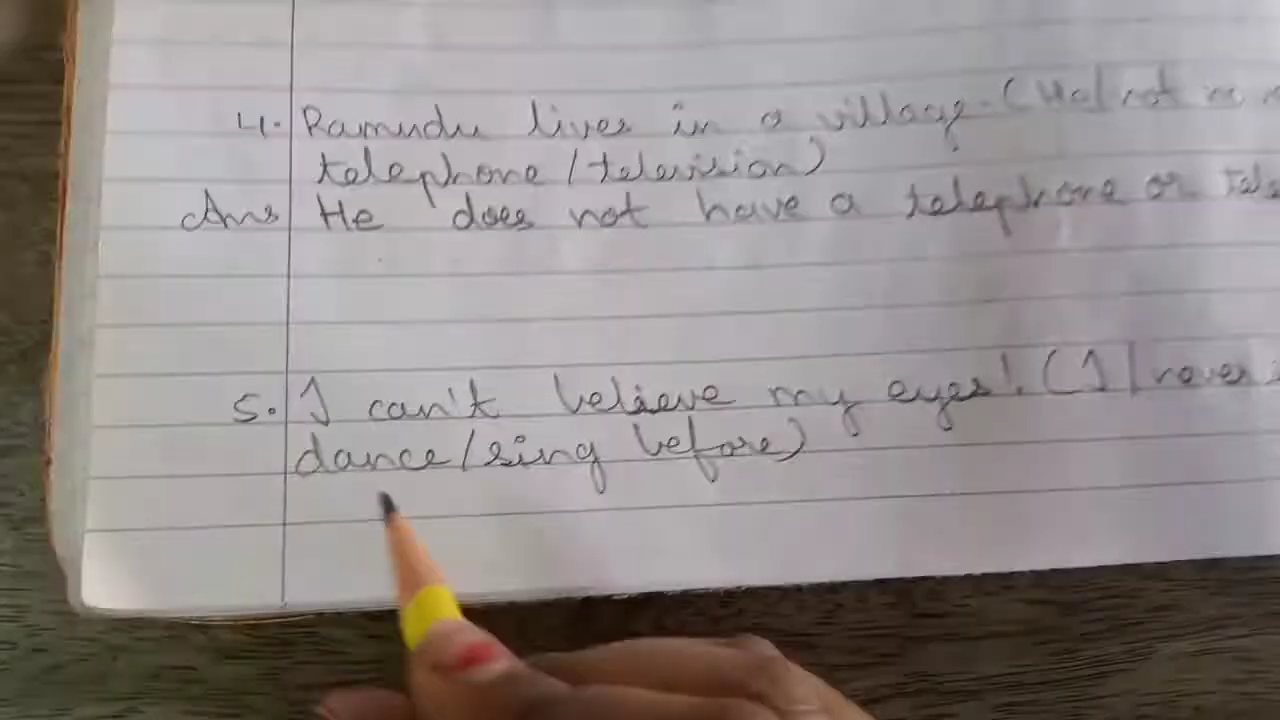 4. Ramudu lives in a village. (He/ not
telephone/television)
Ans He does not have a telephone or
5. I can't believe my eyes! (I/never
dance/sing before)